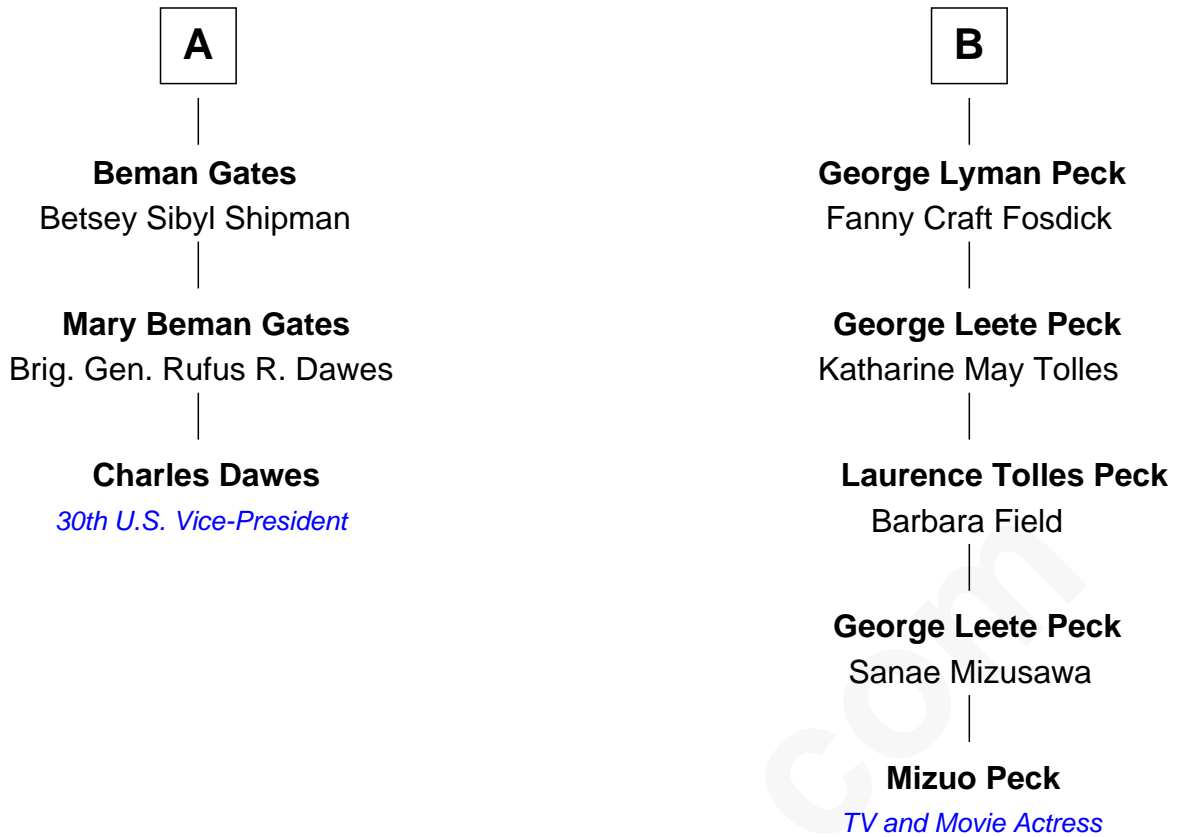 A
Beman Gates
Betsey Sibyl Shipman
Mary Beman Gates
Brig. Gen. Rufus R. Dawes
Charles Dawes
30th U.S. Vice-President
B
George Lyman Peck
Fanny Craft Fosdick
George Leete Peck
Katharine May Tolles
Laurence Tolles Peck
Barbara Field
George Leete Peck
Sanae Mizusawa
Mizuo Peck
TV and Movie Actress
com